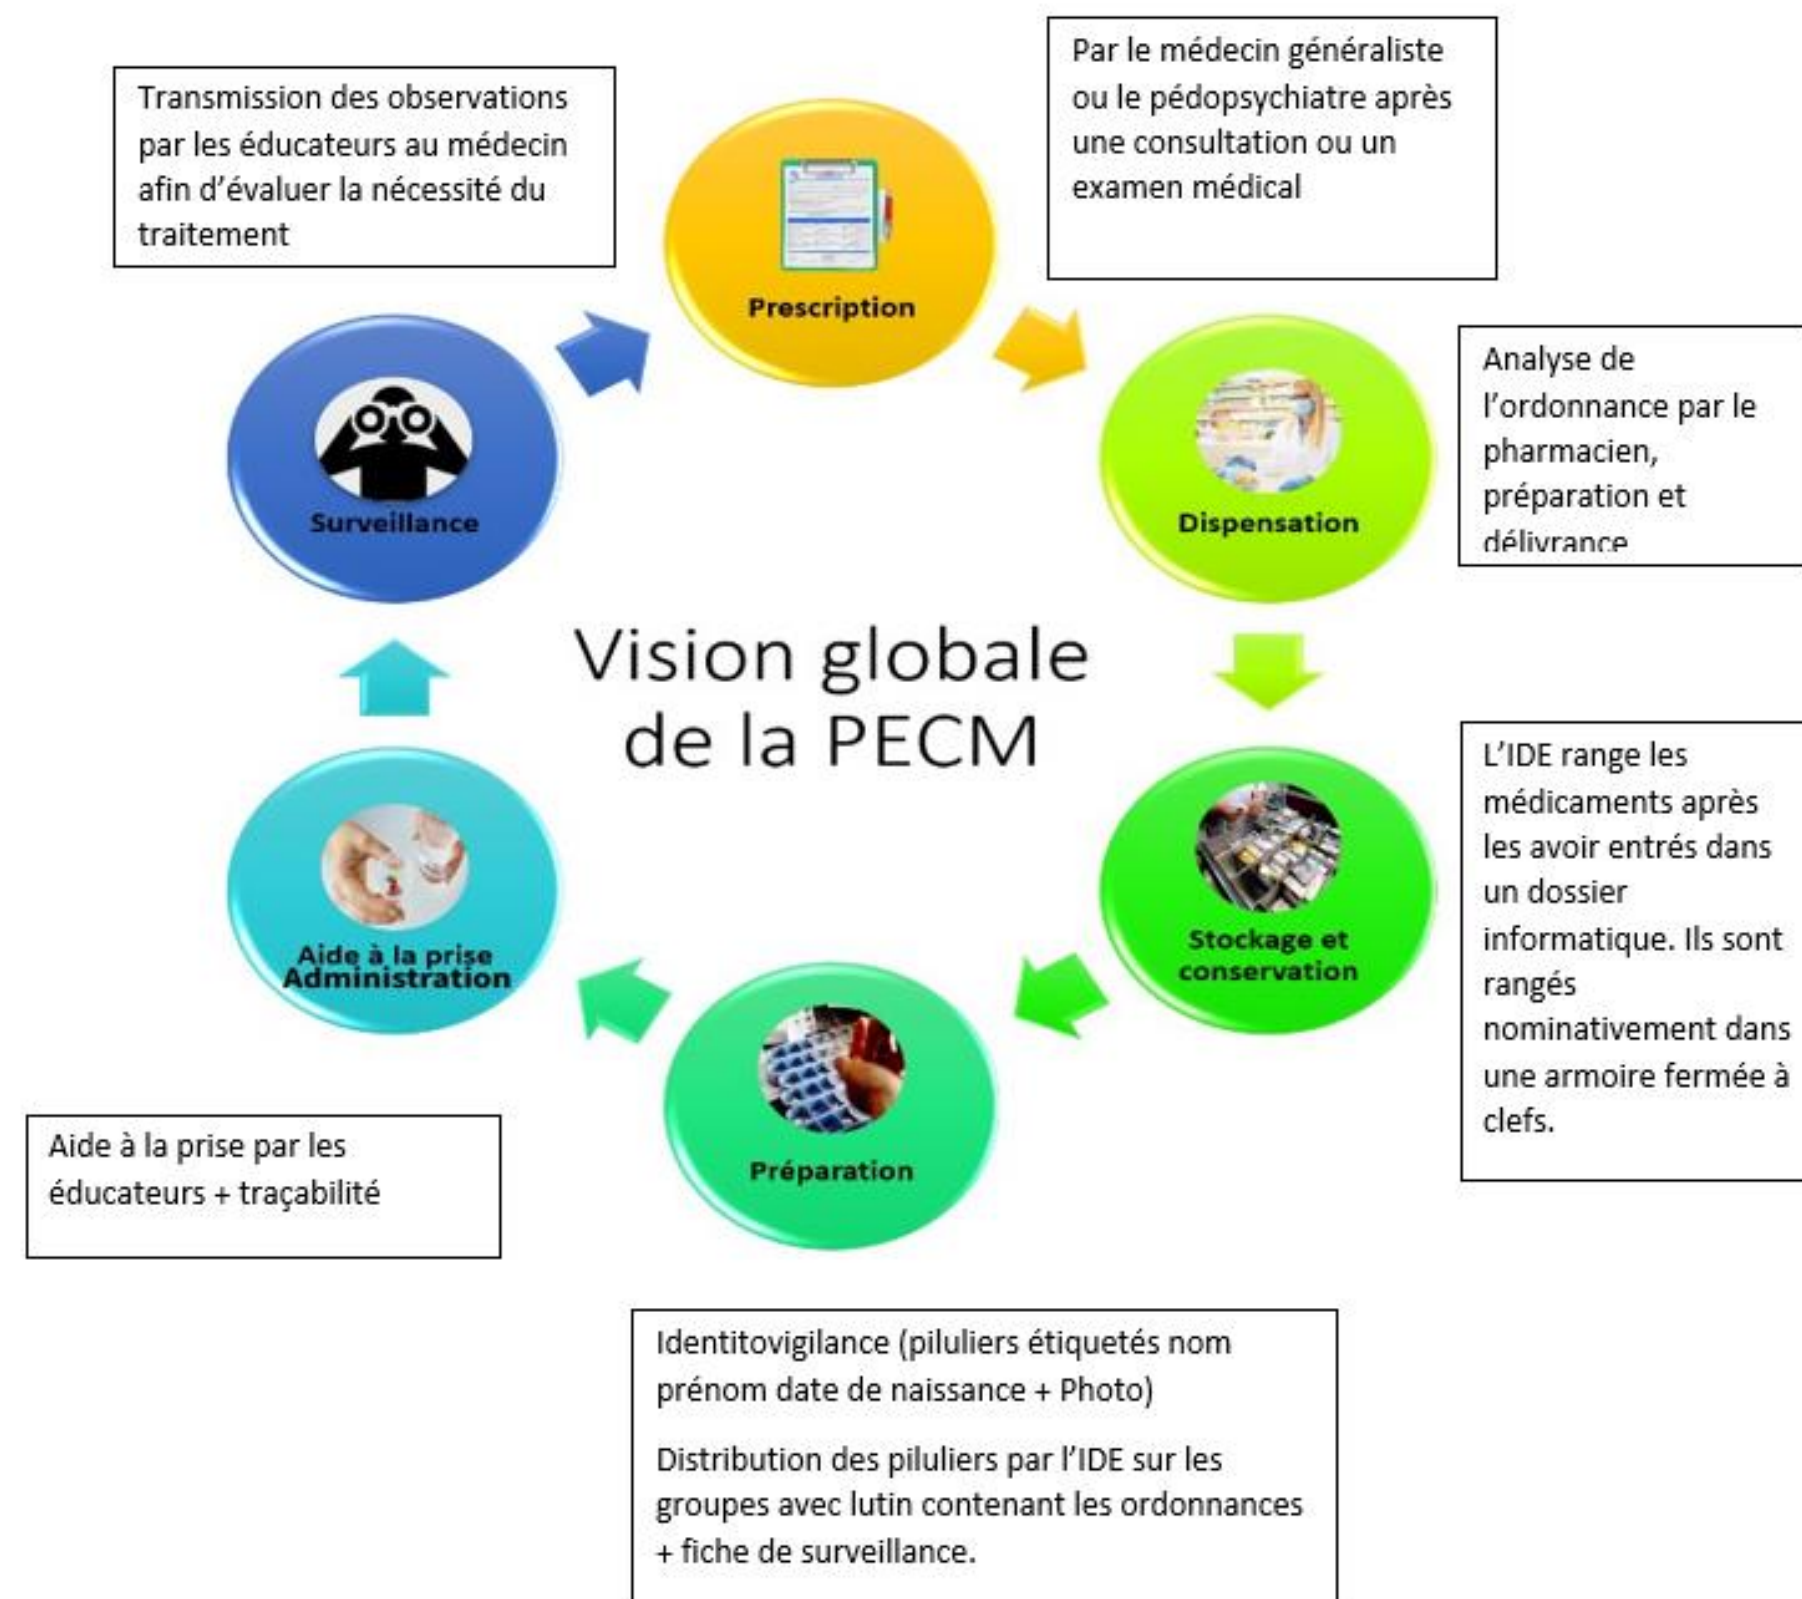 Transmission des observations
par les éducateurs au médecin
afin d’évaluer la nécessité du
traitement
Par le médecin généraliste
ou le pédopsychiatre après
une consultation ou un
examen médical
Prescription
Analyse de
l’ordonnance par le
pharmacien,
préparation et
délivrance
Dispensation
Surveillance
Vision globale
de la PECM
L’IDE range les
médicaments après
les avoir entrés dans
un dossier
informatique. Ils sont
rangés
nominativement dans
une armoire fermée à
clefs.
Stockage et
conservation
Aide à la prise
Administration
Préparation
Aide à la prise par les
éducateurs + traçabilité
Identitovigilance (piluliers étiquetés nom
prénom date de naissance + Photo)
Distribution des piluliers par l’IDE sur les
groupes avec lutin contenant les ordonnances
+ fiche de surveillance.